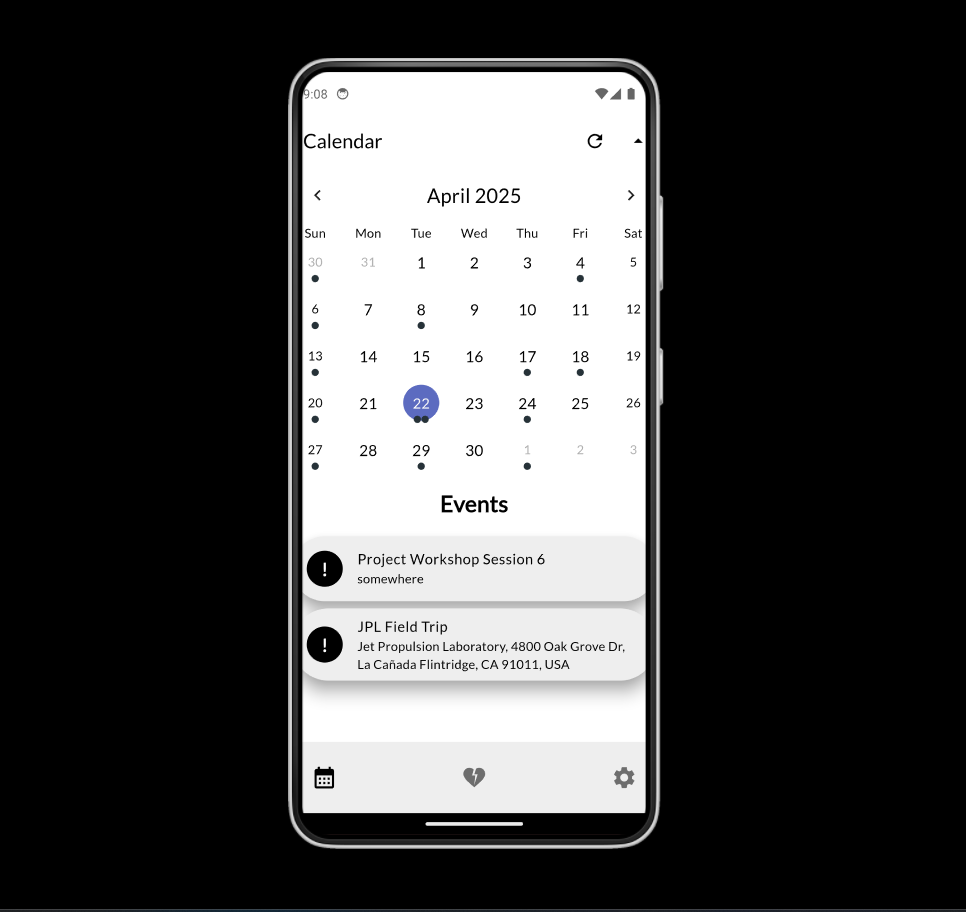 9:08
Calendar
April 2025
Sun Mon Tue Wed Thu Fri Sat
30 31 1 2 3 4 5
6 7 8 9 10 11 12
13 14 15 16 17 18 19
20 21 22 23 24 25 26
27 28 29 30 1 2 3
Events
Project Workshop Session 6
somewhere
JPL Field Trip
Jet Propulsion Laboratory, 4800 Oak Grove Dr,
La Cañada Flintridge, CA 91011, USA